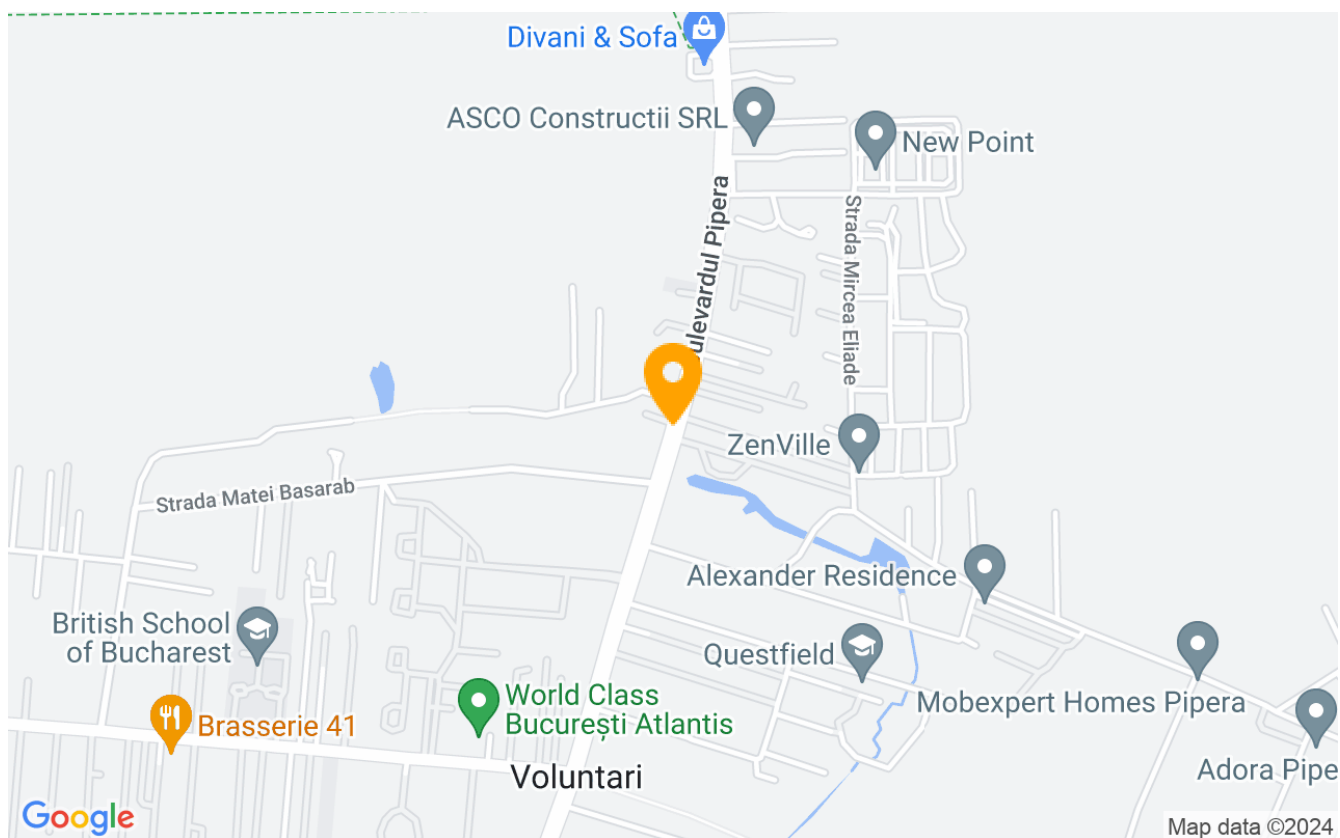 Divani & Sofa
ASCO Constructii SRL
New Point
ulevardul Pipera
Strada Mircea Eliade
ZenVille
Strada Matei Basarab
Alexander Residence
British School
of Bucharest
Questfield
World Class
București Atlantis
Mobexpert Homes Pipera
Brasserie 41
Voluntari
Adora Pipe
Google
Map data ©2024